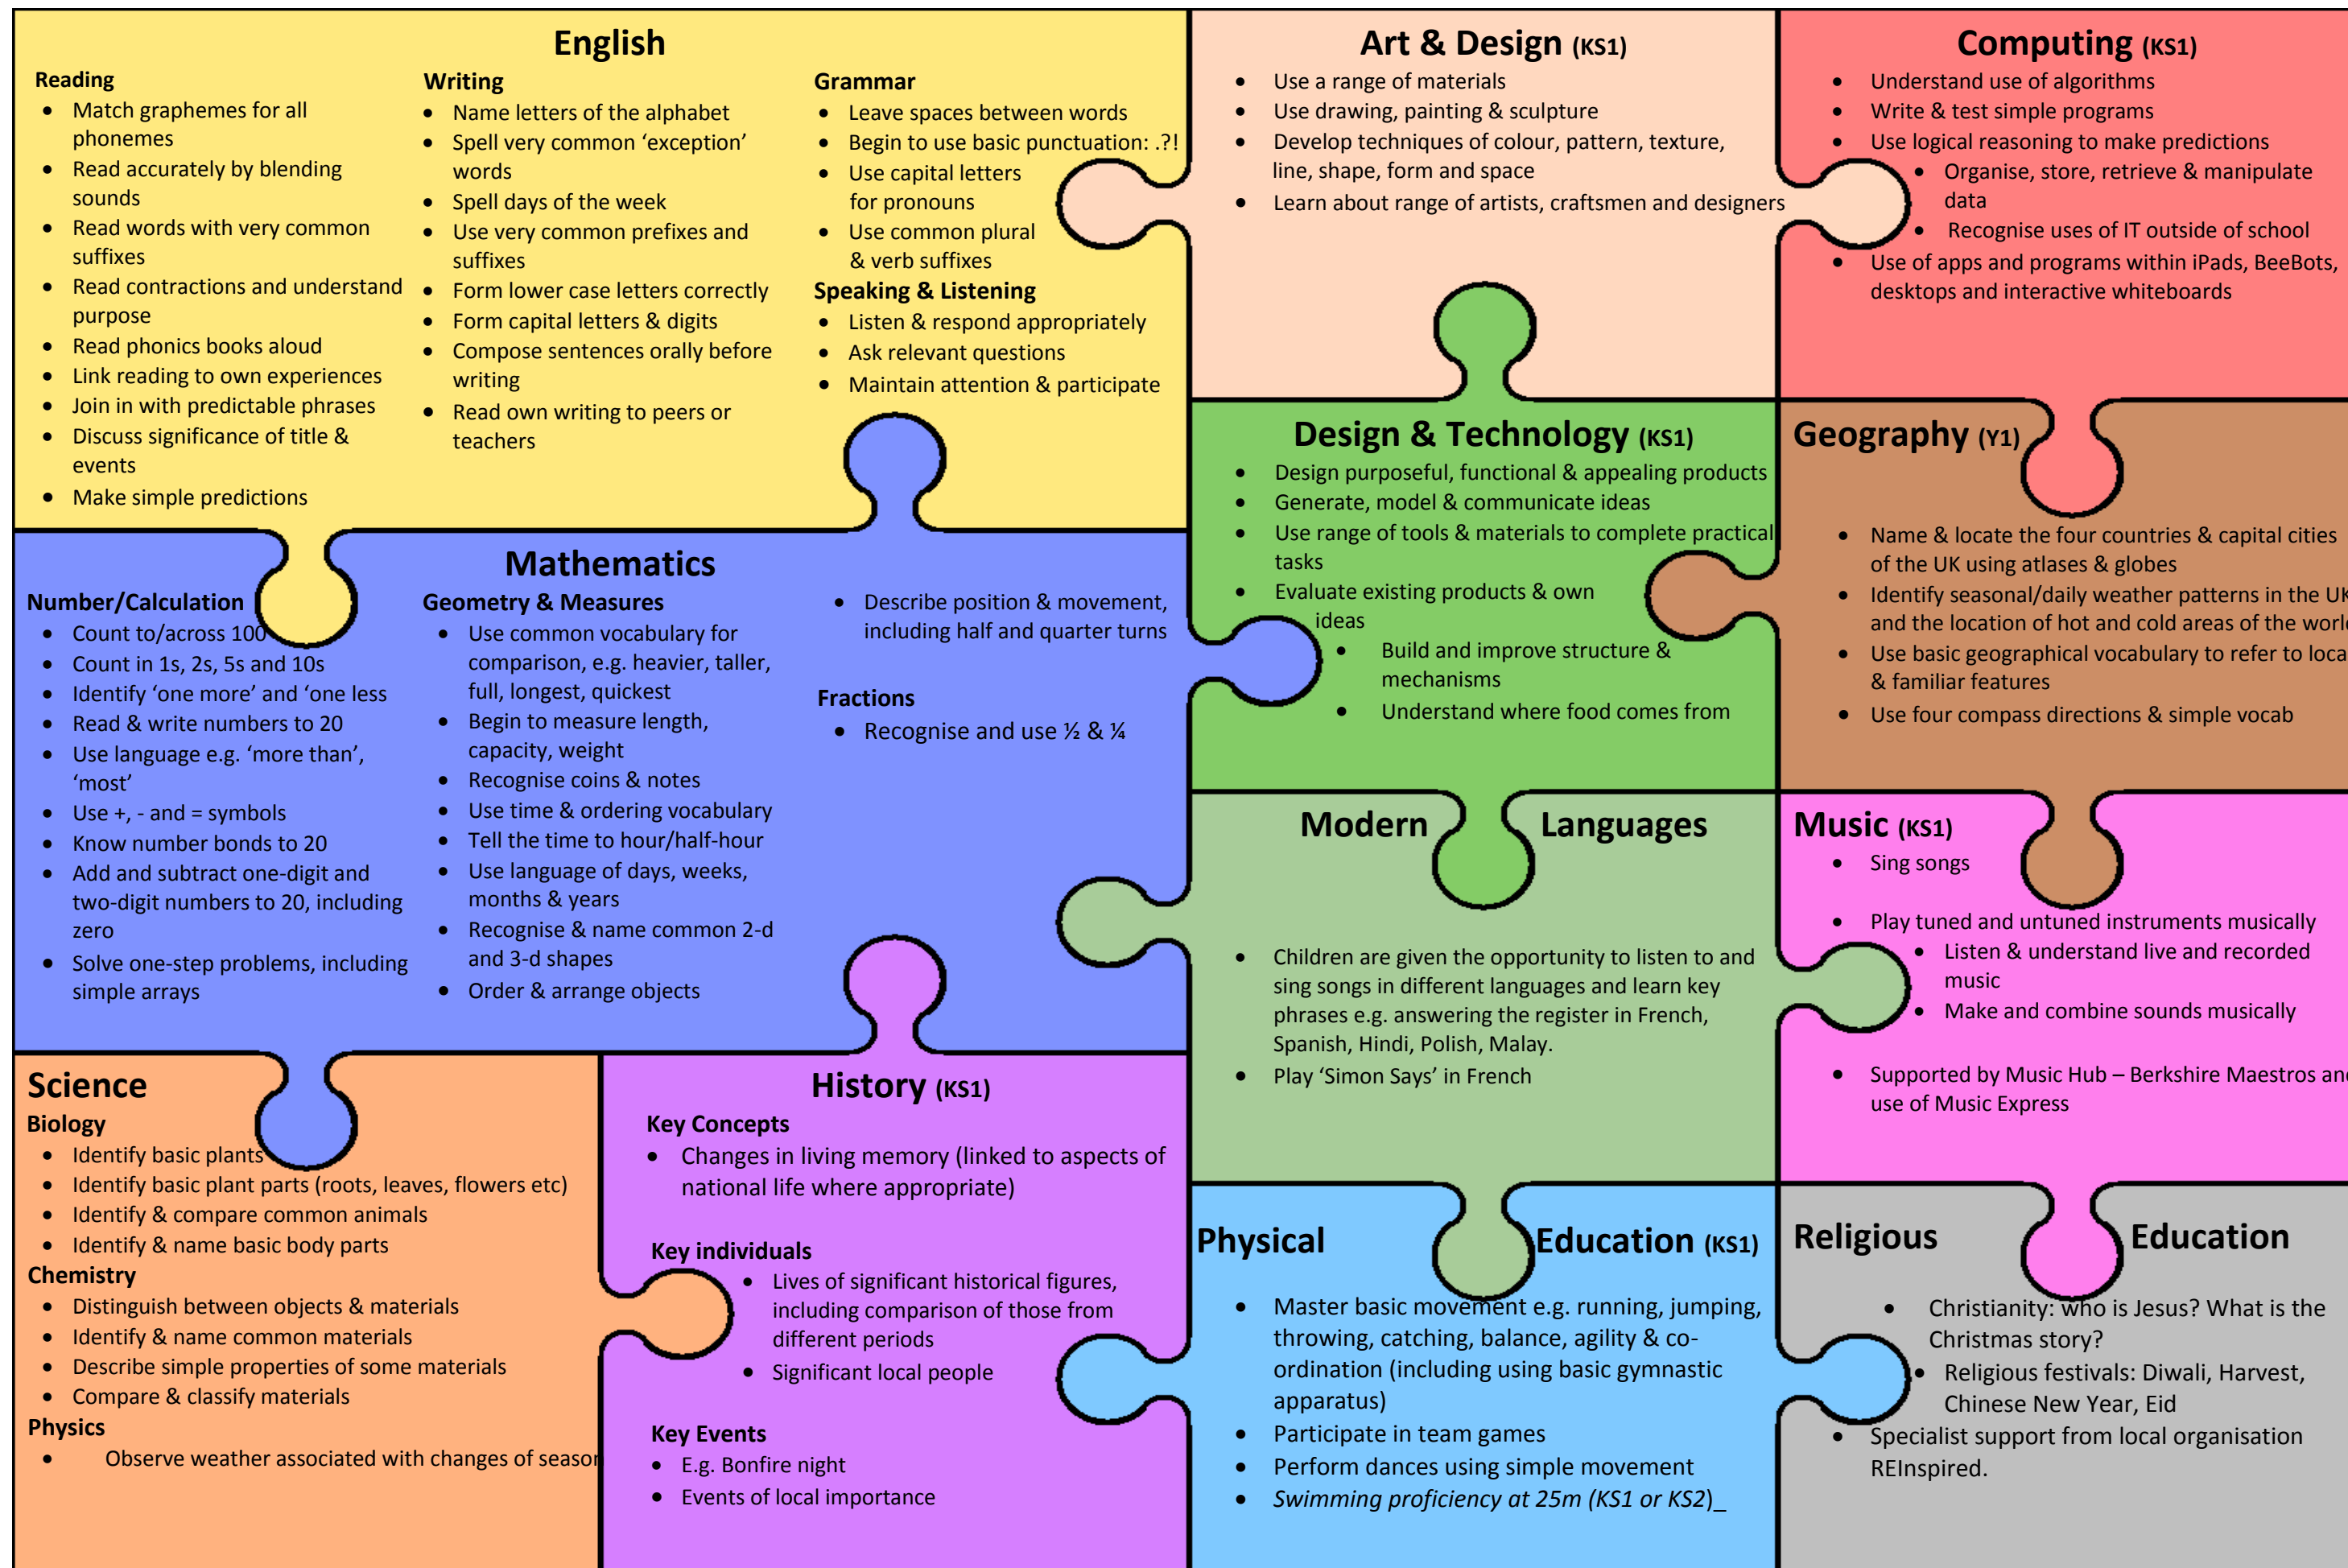 English
Reading
• Match graphemes for all
phonemes
• Read accurately by blending
sounds
• Read words with very common
suffixes
• Read contractions and understand
purpose
• Read phonics books aloud
• Link reading to own experiences
• Join in with predictable phrases
• Discuss significance of title &
events
• Make simple predictions
Writing
• Name letters of the alphabet
• Spell very common ‘exception’
words
• Spell days of the week
• Use very common prefixes and
suffixes
• Form lower case letters correctly
• Form capital letters & digits
• Compose sentences orally before
writing
• Read own writing to peers or
teachers
Grammar
• Leave spaces between words
• Begin to use basic punctuation: .?!
• Use capital letters
for pronouns
• Use common plural
& verb suffixes
Speaking & Listening
• Listen & respond appropriately
• Ask relevant questions
• Maintain attention & participate
Art & Design (KS1)
• Use a range of materials
• Use drawing, painting & sculpture
• Develop techniques of colour, pattern, texture,
line, shape, form and space
• Learn about range of artists, craftsmen and designers
Computing (KS1)
• Understand use of algorithms
• Write & test simple programs
• Use logical reasoning to make predictions
• Organise, store, retrieve & manipulate
data
• Recognise uses of IT outside of school
• Use of apps and programs within iPads, BeeBots,
desktops and interactive whiteboards
Mathematics
Number/Calculation
• Count to/across 100
• Count in 1s, 2s, 5s and 10s
• Identify ‘one more’ and ‘one less
• Read & write numbers to 20
• Use language e.g. ‘more than’,
‘most’
• Use +, - and = symbols
• Know number bonds to 20
• Add and subtract one-digit and
two-digit numbers to 20, including
zero
• Solve one-step problems, including
simple arrays
Geometry & Measures
• Use common vocabulary for
comparison, e.g. heavier, taller,
full, longest, quickest
• Begin to measure length,
capacity, weight
• Recognise coins & notes
• Use time & ordering vocabulary
• Tell the time to hour/half-hour
• Use language of days, weeks,
months & years
• Recognise & name common 2-d
and 3-d shapes
• Order & arrange objects
• Describe position & movement,
including half and quarter turns
Fractions
• Recognise and use ½ & ¼
Design & Technology (KS1)
• Design purposeful, functional & appealing products
• Generate, model & communicate ideas
• Use range of tools & materials to complete practical
tasks
• Evaluate existing products & own
ideas
• Build and improve structure &
mechanisms
• Understand where food comes from
Geography (Y1)
• Name & locate the four countries & capital cities
of the UK using atlases & globes
• Identify seasonal/daily weather patterns in the UK
and the location of hot and cold areas of the world
• Use basic geographical vocabulary to refer to loca
& familiar features
• Use four compass directions & simple vocab
Modern Languages
• Children are given the opportunity to listen to and
sing songs in different languages and learn key
phrases e.g. answering the register in French,
Spanish, Hindi, Polish, Malay.
• Play ‘Simon Says’ in French
Music (KS1)
• Sing songs
• Play tuned and untuned instruments musically
• Listen & understand live and recorded
music
• Make and combine sounds musically
• Supported by Music Hub – Berkshire Maestros and
use of Music Express
Science
Biology
• Identify basic plants
• Identify basic plant parts (roots, leaves, flowers etc)
• Identify & compare common animals
• Identify & name basic body parts
Chemistry
• Distinguish between objects & materials
• Identify & name common materials
• Describe simple properties of some materials
• Compare & classify materials
Physics
• Observe weather associated with changes of season
History (KS1)
Key Concepts
• Changes in living memory (linked to aspects of
national life where appropriate)
Key individuals
• Lives of significant historical figures,
including comparison of those from
different periods
• Significant local people
Key Events
• E.g. Bonfire night
• Events of local importance
Physical Education (KS1)
• Master basic movement e.g. running, jumping,
throwing, catching, balance, agility & co-
ordination (including using basic gymnastic
apparatus)
• Participate in team games
• Perform dances using simple movement
• Swimming proficiency at 25m (KS1 or KS2)_
Religious Education
• Christianity: who is Jesus? What is the
Christmas story?
• Religious festivals: Diwali, Harvest,
Chinese New Year, Eid
• Specialist support from local organisation
REInspired.